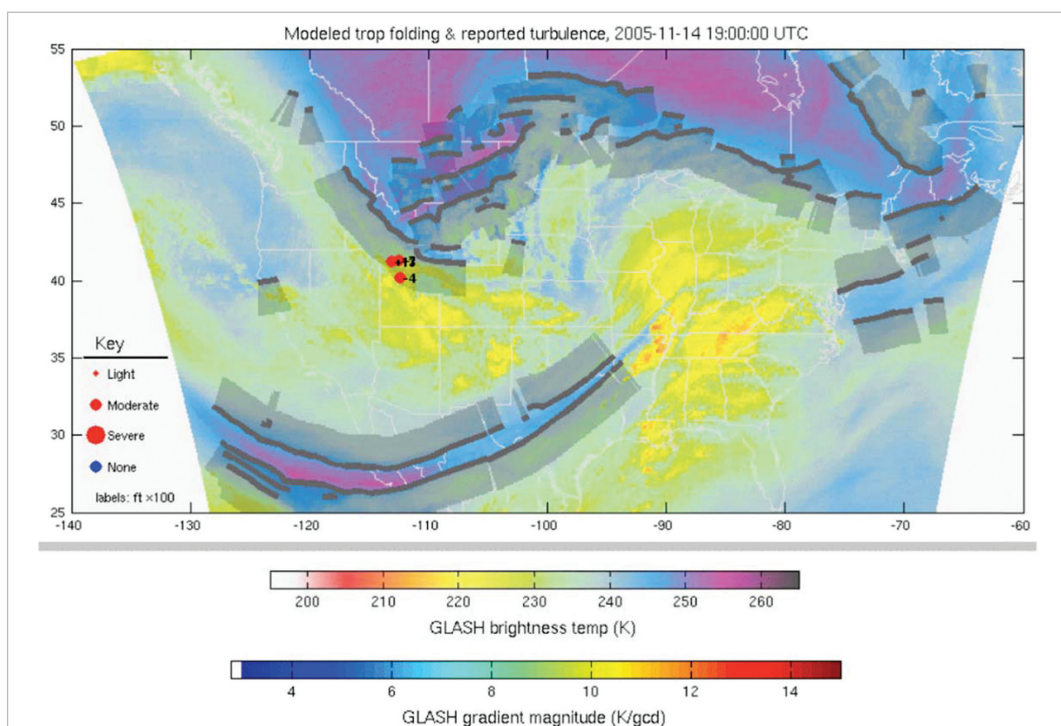 Modeled trop folding & reported turbulence, 2005-11-14 19:00:00 UTC
55
50
45
40
35
30
25
-140 -130 -120 -110 -100 -90 -80 -70 -60
-4
Key
Light
Moderate
Severe
None
labels: ft ×100
200 210 220 230 240 250 260
GLASH brightness temp (K)
4 6 8 10 12 14
GLASH gradient magnitude (K/gcd)